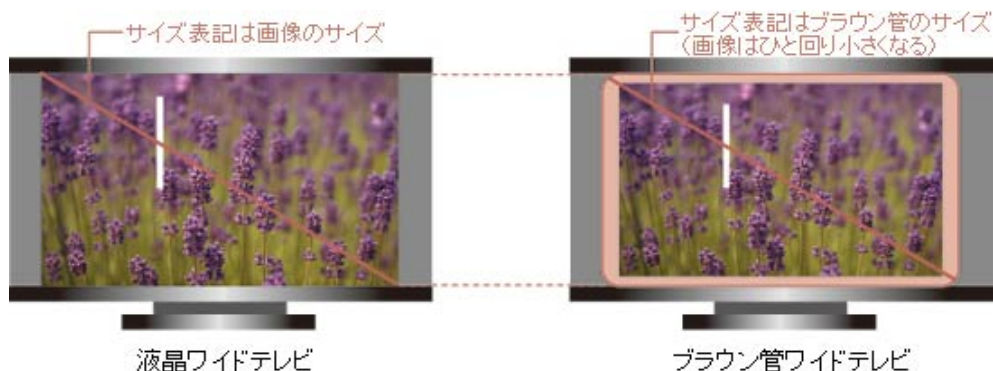 サイズ表記は画像のサイズ
サイズ表記はブラウン管のサイズ
(画像はひと回り小さくなる)
液晶ワイドテレビ
ブラウン管ワイドテレビ